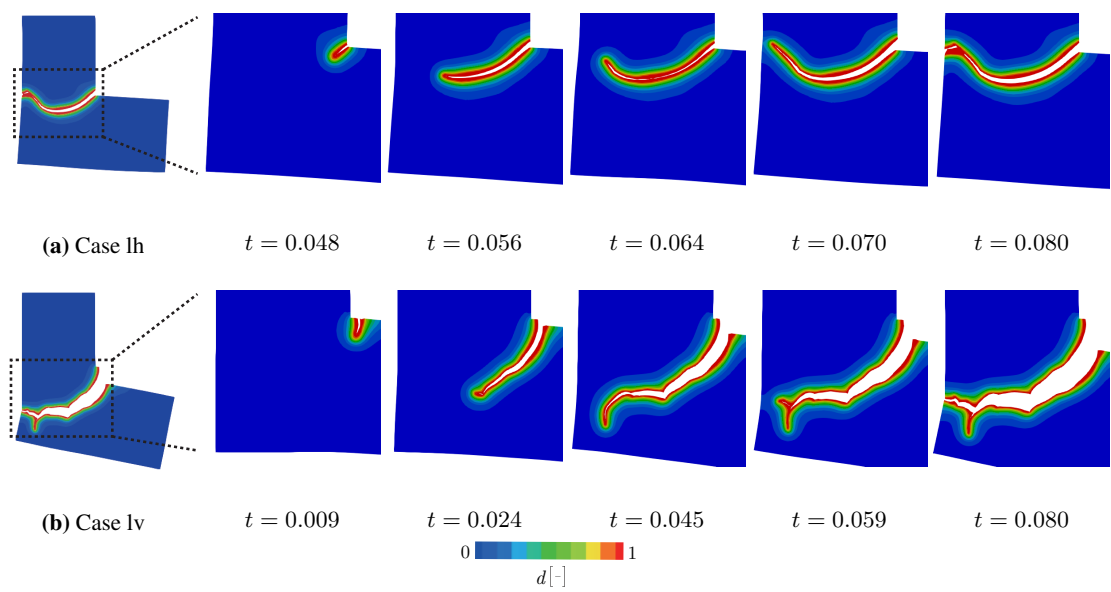 (a) Case lh t = 0.048 t = 0.056 t = 0.064 t = 0.070 t = 0.080
(b) Case lv t = 0.009 t = 0.024 t = 0.045 t = 0.059 t = 0.080
0 1
d[-]